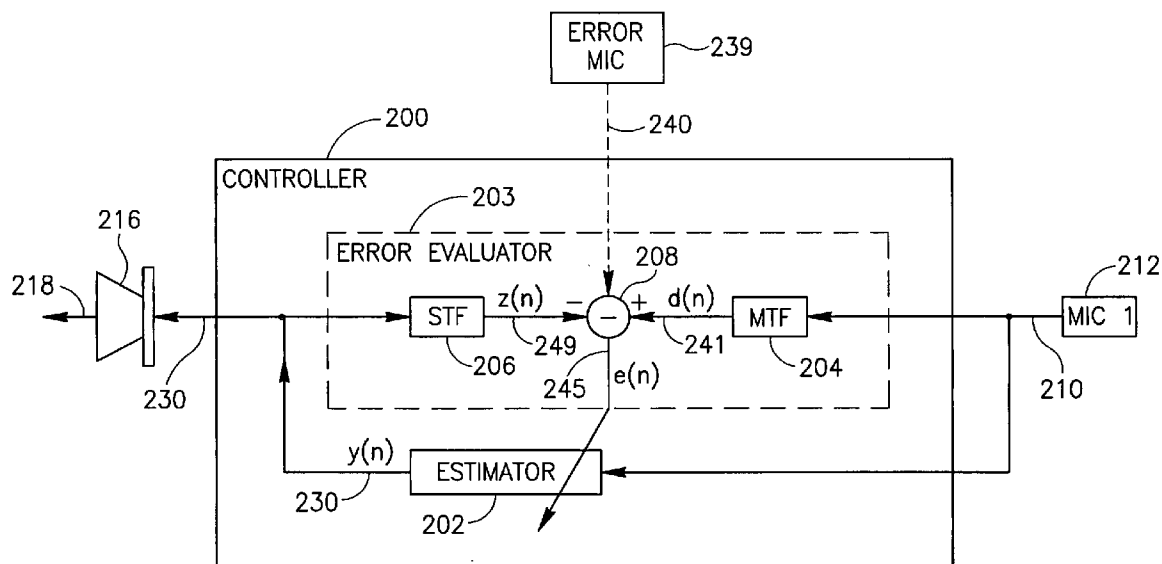 ERROR
MIC
239
240
200
CONTROLLER
203
ERROR EVALUATOR
216
218
230
208
z(n)
−
+
d(n)
STF
−
MTF
206
249
241
204
245
e(n)
212
MIC 1
210
y(n)
230
ESTIMATOR
202